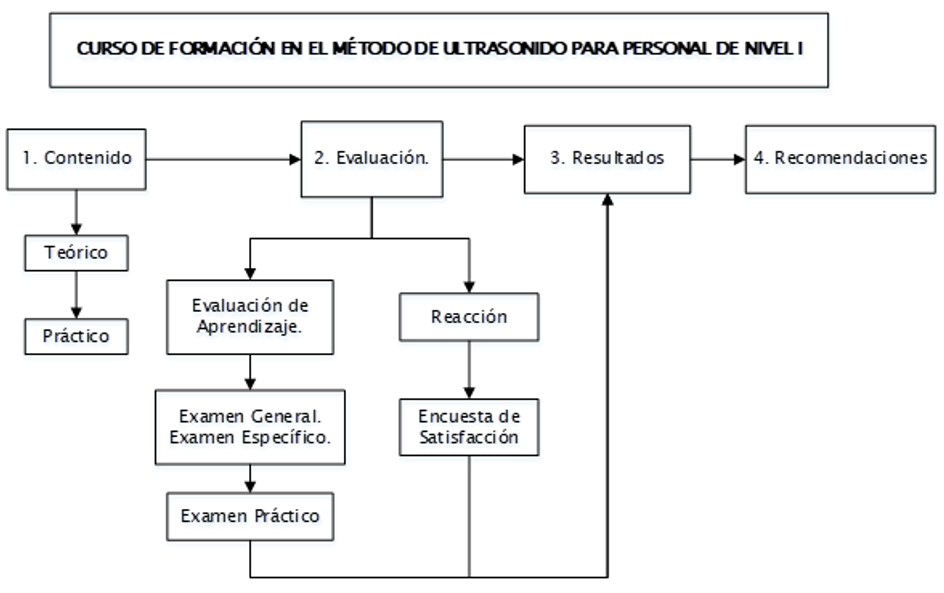 CURSO DE FORMACIÓN EN EL MÉTODO DE ULTRASONIDO PARA PERSONAL DE NIVEL I
1. Contenido
2. Evaluación.
3. Resultados
4. Recomendaciones
Teórico
Práctico
Evaluación de
Aprendizaje.
Reacción
Examen General.
Examen Específico.
Encuesta de
Satisfacción
Examen Práctico